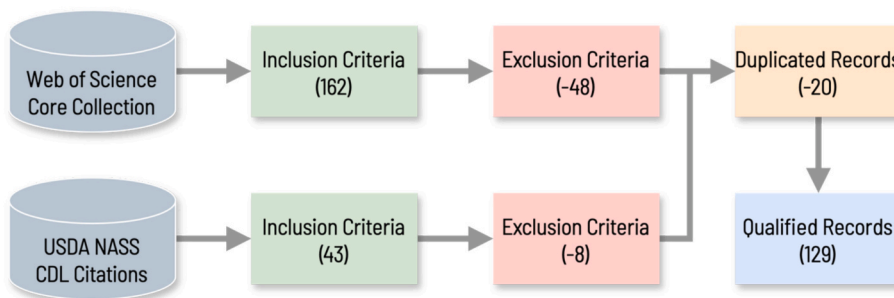 Web of Science
Core Collection
Inclusion Criteria
(162)
Exclusion Criteria
(-48)
Duplicated Records
(-20)
USDA NASS
CDL Citations
Inclusion Criteria
(43)
Exclusion Criteria
(-8)
Qualified Records
(129)